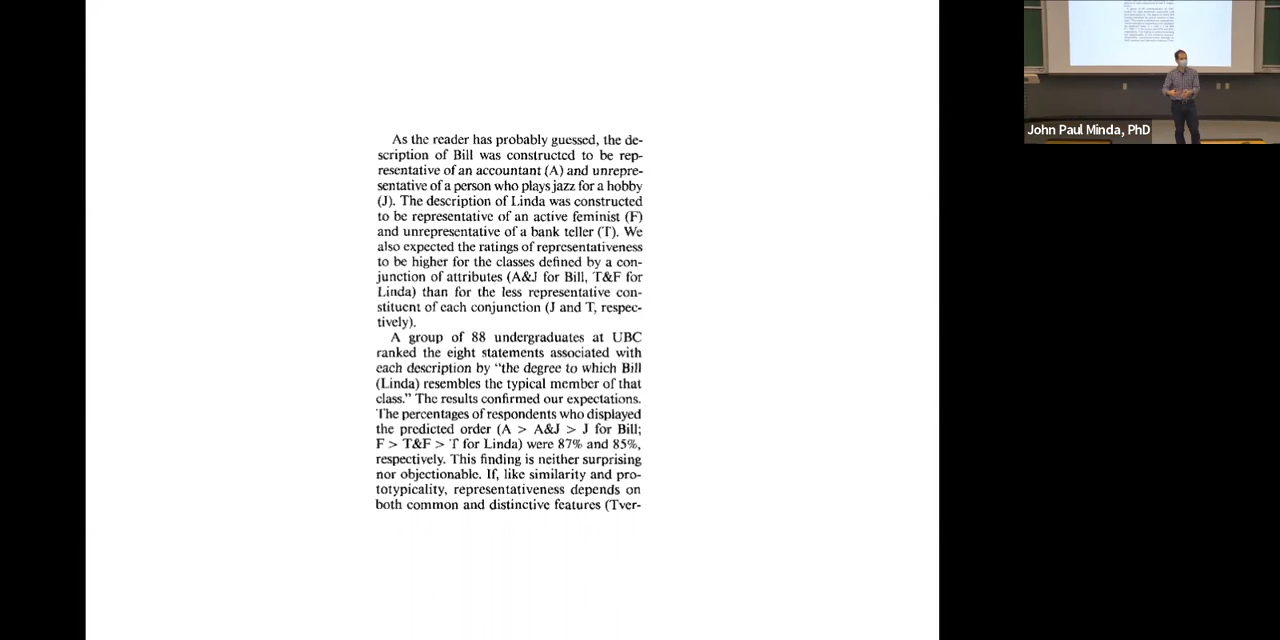 As the reader has probably guessed, the de-
scription of Bill was constructed to be rep-
resentative of an accountant (A) and unrepre-
sentative of a person who plays jazz for a hobby
(J). The description of Linda was constructed
to be representative of an active feminist (F)
and unrepresentative of a bank teller (T). We
also expected the ratings of representativeness
to be higher for the classes defined by a con-
junction of attributes (A&J for Bill, T&F for
Linda) than for the less representative con-
stituent of each conjunction (J and T, respec-
tively).
A group of 88 undergraduates at UBC
ranked the eight statements associated with
each description by "the degree to which Bill
(Linda) resembles the typical member of that
class." The results confirmed our expectations.
The percentages of respondents who displayed
the predicted order (A > A&J > J for Bill;
F > T&F > T for Linda) were 87% and 85%,
respectively. This finding is neither surprising
nor objectionable. If, like similarity and pro-
totypicality, representativeness depends on
both common and distinctive features (Tver-
John Paul Minda, PhD